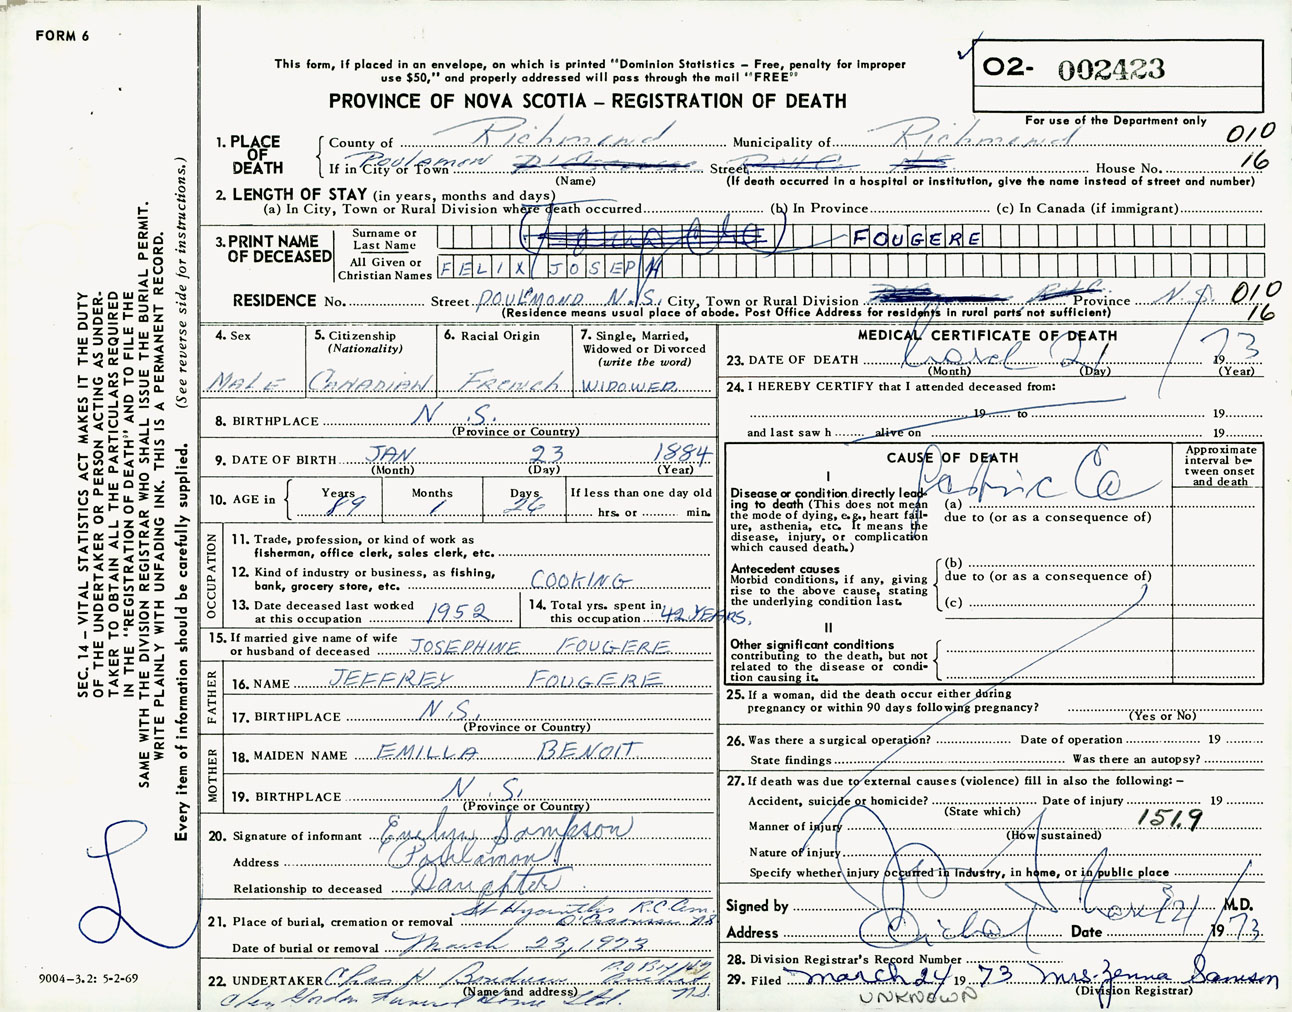 FORM 6
This form, if placed in an envelope, on which is printed "Dominion Statistics – Free, penalty for improper
use $50," and properly addressed will pass through the mail "FREE"
PROVINCE OF NOVA SCOTIA – REGISTRATION OF DEATH
02- 002423
For use of the Department only
010
16
1. PLACE OF DEATH
County of Richmond Municipality of Richmond
If in City or Town Poulamon Street House No.
(Name) (If death occurred in a hospital or institution, give the name instead of street and number)
2. LENGTH OF STAY (in years, months and days)
(a) In City, Town or Rural Division where death occurred (b) In Province (c) In Canada (if immigrant)
3. PRINT NAME OF DECEASED
Surname or Last Name FOUGERE
All Given or Christian Names FELIX JOSEPH
RESIDENCE No. Street POULMOND N.S. City, Town or Rural Division Province N.S. 010
16
(Residence means usual place of abode. Post Office Address for residents in rural parts not sufficient)
4. Sex
MALE
5. Citizenship
(Nationality)
CANADIAN
6. Racial Origin
French
7. Single, Married,
Widowed or Divorced
(write the word)
WIDOWED
8. BIRTHPLACE N.S.
(Province or Country)
9. DATE OF BIRTH JAN 23 1884
(Month) (Day) (Year)
10. AGE in Years 89 Months 1 Days 26 If less than one day old
hrs. or min.
OCCUPATION
11. Trade, profession, or kind of work as
fisherman, office clerk, sales clerk, etc.
12. Kind of industry or business, as fishing,
bank, grocery store, etc. COOKING
13. Date deceased last worked
at this occupation 1952
14. Total yrs. spent in
this occupation 42 YEARS.
15. If married give name of wife
or husband of deceased JOSEPHINE FOUGERE
FATHER
16. NAME JEFFREY FOUGERE
17. BIRTHPLACE N.S.
(Province or Country)
MOTHER
18. MAIDEN NAME EMILLA BENOIT
19. BIRTHPLACE N.S.
(Province or Country)
20. Signature of informant Evelyn Sampson
Address Poulamon
Relationship to deceased Daughter
21. Place of burial, cremation or removal St Hyacinths R.C. Cem.
Date of burial or removal March 23, 1973
22. UNDERTAKER Chas H
(Name and address)
Funeral Home Ltd. N.S.
MEDICAL CERTIFICATE OF DEATH
23. DATE OF DEATH March 21 1973
(Month) (Day) (Year)
24. I HEREBY CERTIFY that I attended deceased from:
19 to 19
and last saw h alive on 19
CAUSE OF DEATH
Approximate interval between onset and death
I
Disease or condition directly leading to death (This does not mean the mode of dying, e.g., heart failure, asthenia, etc. It means the disease, injury, or complication which caused death.)
(a) Gastric Ca
due to (or as a consequence of)
Antecedent causes
Morbid conditions, if any, giving rise to the above cause, stating the underlying condition last.
(b)
due to (or as a consequence of)
(c)
II
Other significant conditions
contributing to the death, but not related to the disease or condition causing it.
25. If a woman, did the death occur either during
pregnancy or within 90 days following pregnancy?
(Yes or No)
26. Was there a surgical operation? Date of operation 19
State findings Was there an autopsy?
27. If death was due to external causes (violence) fill in also the following: –
Accident, suicide or homicide? Date of injury 19
(State which)
Manner of injury 151.9
(How sustained)
Nature of injury
Specify whether injury occurred in industry, in home, or in public place
Signed by M.D.
Address Date March 21 1973
28. Division Registrar's Record Number
29. Filed March 24 1973 Mrs. Zenna Samson
(Division Registrar)
UNKNOWN
SEC. 14 – VITAL STATISTICS ACT MAKES IT THE DUTY
OF THE UNDERTAKER OR PERSON ACTING AS UNDER-
TAKER TO OBTAIN ALL THE PARTICULARS REQUIRED
IN THE "REGISTRATION OF DEATH" AND TO FILE THE
SAME WITH THE DIVISION REGISTRAR WHO SHALL ISSUE THE BURIAL PERMIT.
WRITE PLAINLY WITH UNFADING INK. THIS IS A PERMANENT RECORD.
Every item of information should be carefully supplied. (See reverse side for instructions.)
9004-3.2: 5-2-69